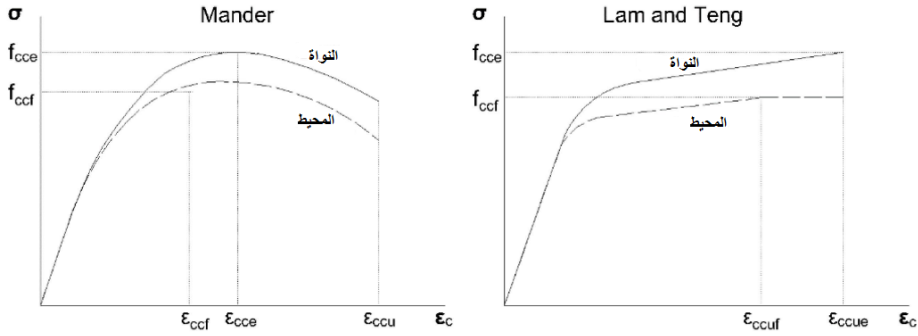 Mander
σ
f_cce
f_ccf
النواة
المحيط
ε_ccf
ε_cce
ε_ccu
ε_c
Lam and Teng
σ
f_cce
f_ccf
النواة
المحيط
ε_ccuf
ε_ccue
ε_c